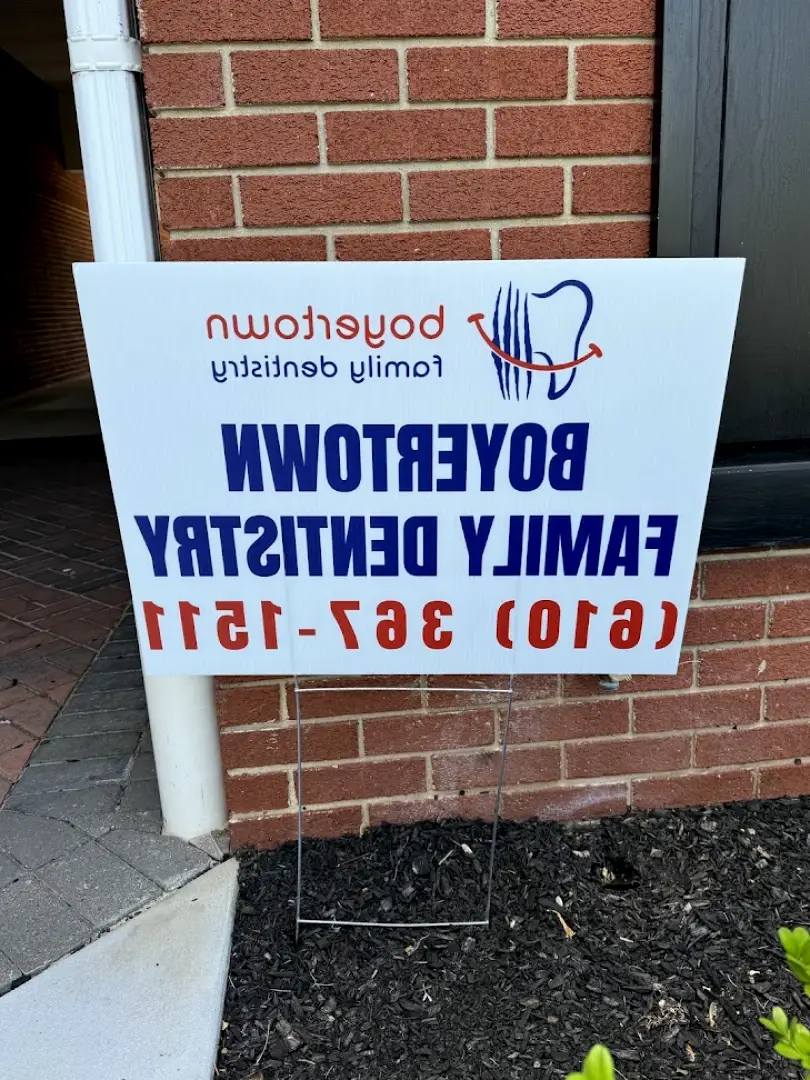 boyertown
family dentistry
BOYERTOWN
FAMILY DENTISTRY
(610) 367-1511